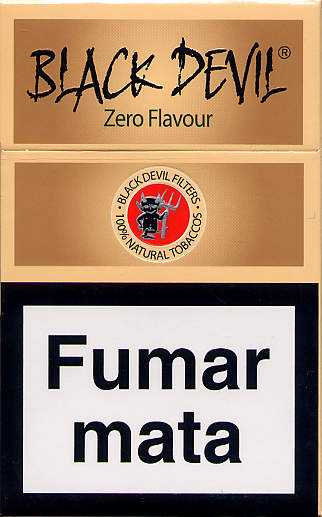 BLACK DEVIL®
Zero Flavour
• BLACK DEVIL FILTERS •
100% NATURAL TOBACCOS
Fumar
mata